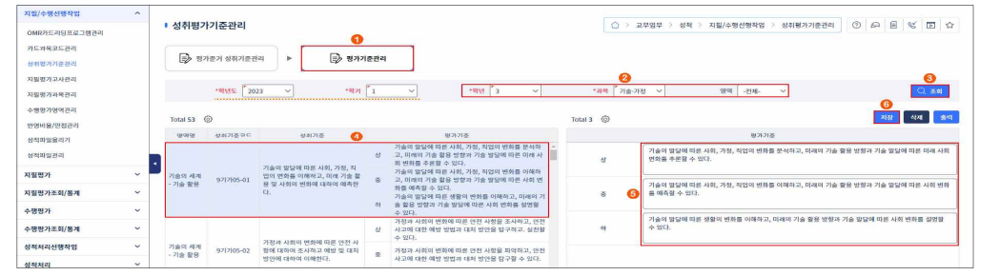 지필/수행선행작업
OMR카드리딩프로그램관리
카드과목코드관리
성취평가기준관리
지필평가고사관리
지필평가과목관리
수행평가영역관리
반영비율/만점관리
성적파일올리기
성적파일관리
지필평가
지필평가조회/통계
수행평가
수행평가조회/통계
성적처리선행작업
성적처리
성취평가기준관리
교무업무 > 성적 > 지필/수행선행작업 > 성취평가기준관리
1
평가준거 성취기준관리
평가기준관리
2
3
*학년도 2023 *학기 1 *학년 3 *과목 기술·가정 영역 -전체- 조회
6
Total 53
Total 3
저장 삭제 출력
영역명 성취기준코드 성취기준 4 평가기준
평가기준
기술의 세계
- 기술 활용
9기가05-01
기술의 발달에 따른 사회, 가정, 직
업의 변화를 이해하고, 미래 기술 활
용 및 사회의 변화에 대하여 예측한
다.
상
기술의 발달에 따른 사회, 가정, 직업의 변화를 분석하
고, 미래의 기술 활용 방향과 기술 발달에 따른 미래 사
회 변화를 추론할 수 있다.
중
기술의 발달에 따른 사회, 가정, 직업의 변화를 이해하
고, 미래의 기술 활용 방향과 기술 발달에 따른 사회 변
화를 예측할 수 있다.
하
기술의 발달에 따른 생활의 변화를 이해하고, 미래의 기
술 활용 방향과 기술 발달에 따른 사회 변화를 설명할
수 있다.
기술의 세계
- 기술 활용
9기가05-02
가정과 사회의 변화에 따른 안전 사
항에 대하여 조사하고 예방 및 대처
방안에 대하여 이해한다.
상
가정과 사회의 변화에 따른 안전 사항을 조사하고, 안전
사고에 대한 예방 방법과 대처 방안을 탐구하고, 실천할
수 있다.
중
가정과 사회의 변화에 따른 안전 사항을 파악하고, 안전
사고에 대한 예방 방법과 대처 방안을 탐구할 수 있다.
상
기술의 발달에 따른 사회, 가정, 직업의 변화를 분석하고, 미래의 기술 활용 방향과 기술 발달에 따른 미래 사회
변화를 추론할 수 있다.
중
5
기술의 발달에 따른 사회, 가정, 직업의 변화를 이해하고, 미래의 기술 활용 방향과 기술 발달에 따른 사회 변화
를 예측할 수 있다.
하
기술의 발달에 따른 생활의 변화를 이해하고, 미래의 기술 활용 방향과 기술 발달에 따른 사회 변화를 설명할
수 있다.